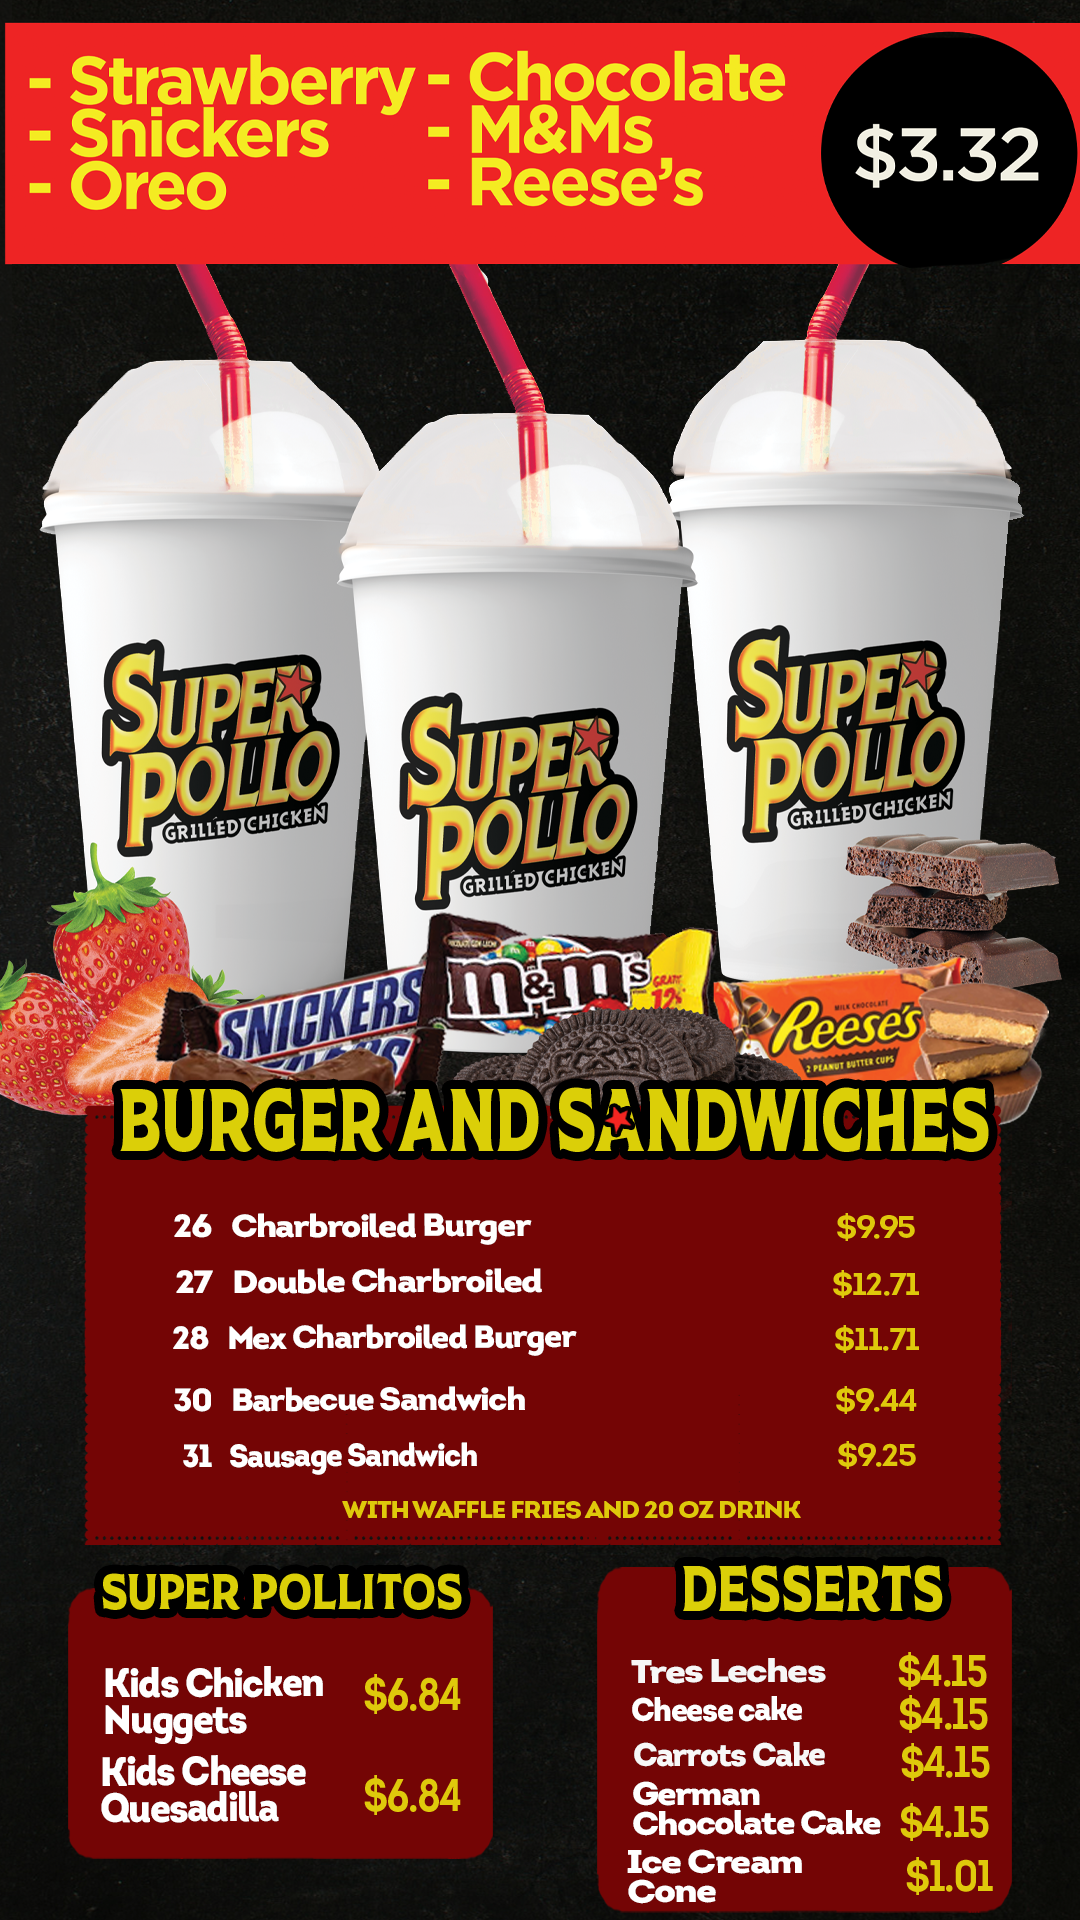 - Strawberry
- Snickers
- Oreo
- Chocolate
- M&Ms
- Reese's
$3.32
SUPER
POLLO
GRILLED CHICKEN
SUPER
POLLO
GRILLED CHICKEN
SUPER
POLLO
GRILLED CHICKEN
SNICKERS
m&m's
GRATIS
12%
MILK CHOCOLATE
Reese's
2 PEANUT BUTTER CUPS
BURGER AND SANDWICHES
26 Charbroiled Burger $9.95
27 Double Charbroiled $12.71
28 Mex Charbroiled Burger $11.71
30 Barbecue Sandwich $9.44
31 Sausage Sandwich $9.25
WITH WAFFLE FRIES AND 20 OZ DRINK
SUPER POLLITOS
Kids Chicken
Nuggets $6.84
Kids Cheese
Quesadilla $6.84
DESSERTS
Tres Leches $4.15
Cheese cake $4.15
Carrots Cake $4.15
German
Chocolate Cake $4.15
Ice Cream
Cone $1.01